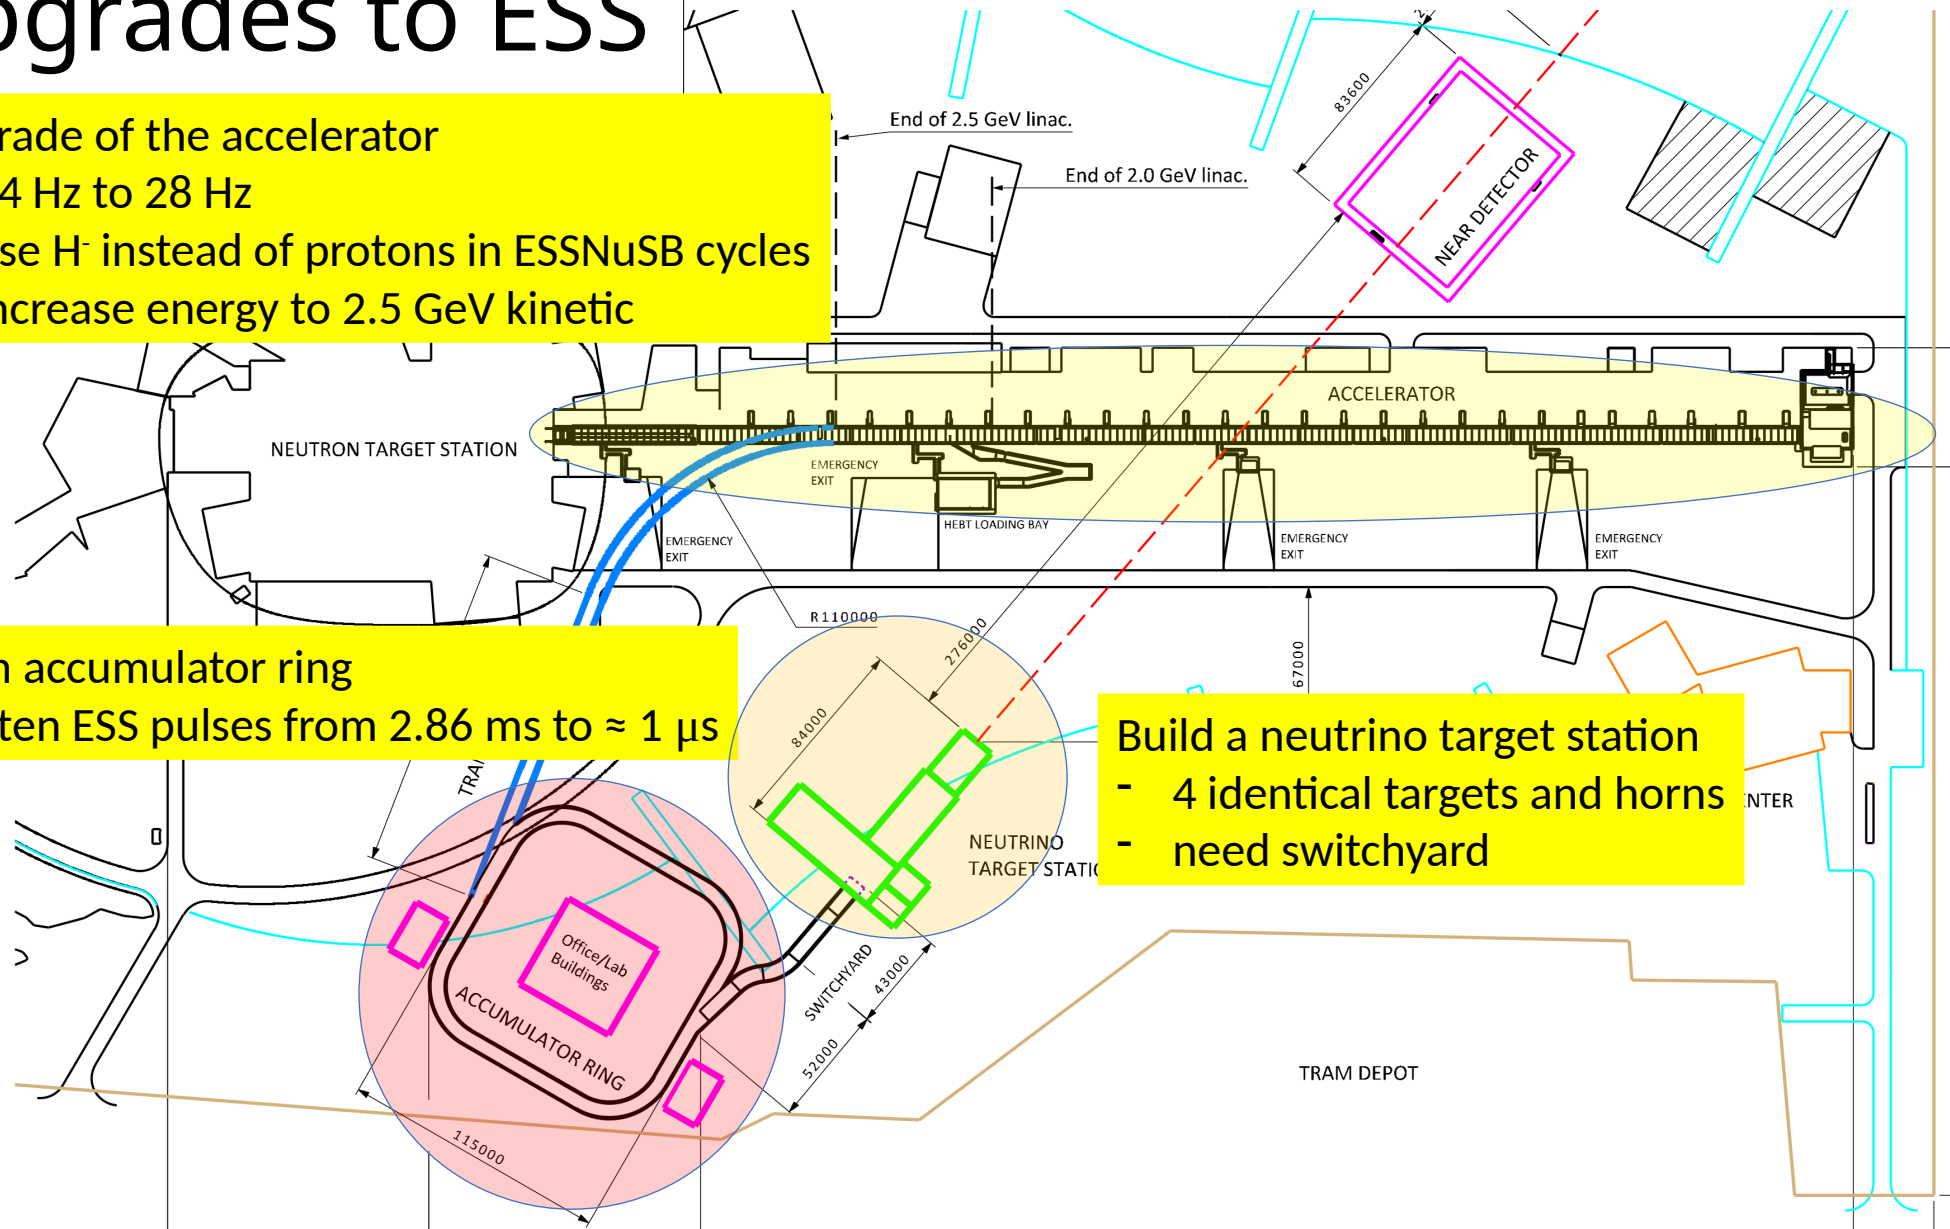 pgrades to ESS
rade of the accelerator
4 Hz to 28 Hz
se H- instead of protons in ESSNuSB cycles
ncrease energy to 2.5 GeV kinetic
End of 2.5 GeV linac.
End of 2.0 GeV linac.
83600
NEAR DETECTOR
ACCELERATOR
NEUTRON TARGET STATION
EMERGENCY
EXIT
HEBT LOADING BAY
EMERGENCY
EXIT
EMERGENCY
EXIT
EMERGENCY
EXIT
R110000
276000
67000
n accumulator ring
ten ESS pulses from 2.86 ms to ≈ 1 μs
84000
Build a neutrino target station
- 4 identical targets and horns
- need switchyard
TRA
ENTER
NEUTRINO
TARGET STATIO
Office/Lab
Buildings
ACCUMULATOR RING
SWITCHYARD
43000
52000
115000
TRAM DEPOT